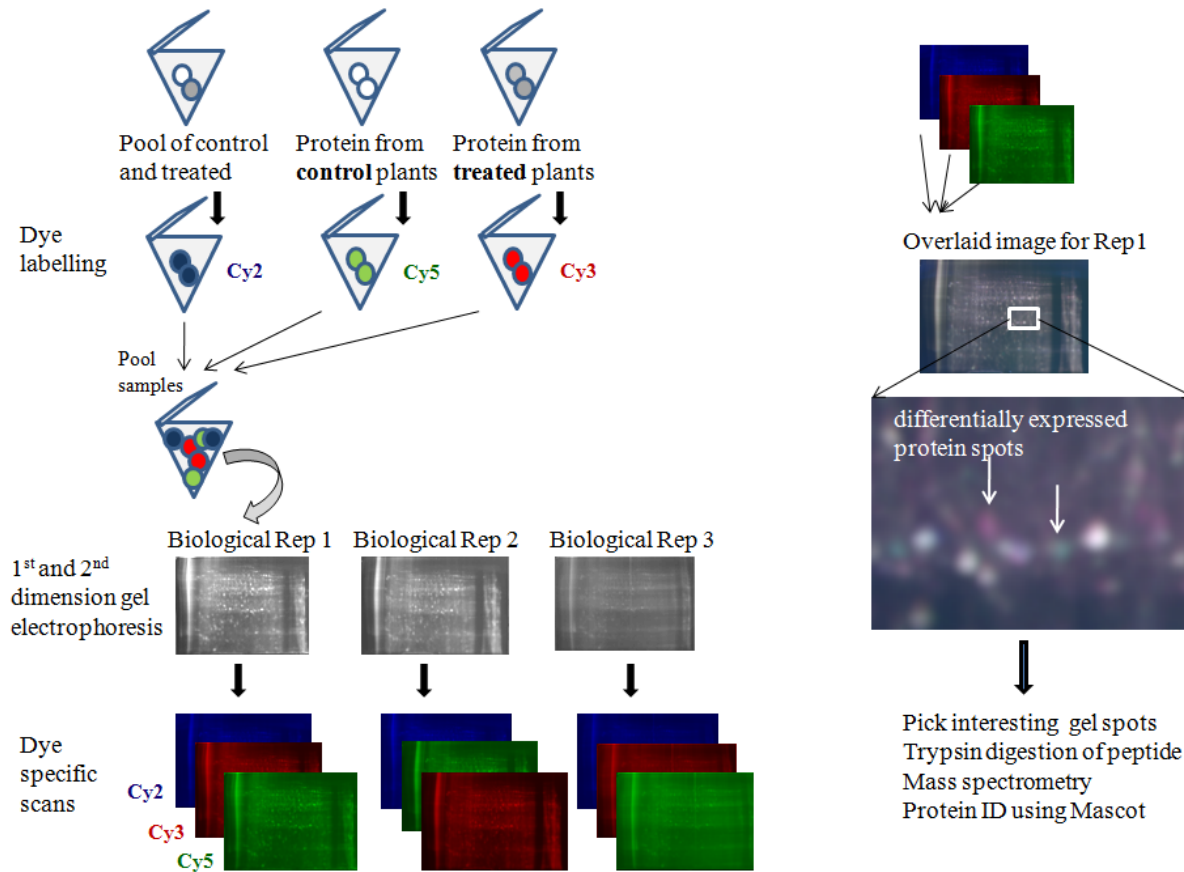 Pool of control
and treated
Protein from
control plants
Protein from
treated plants
Dye
labelling
Cy2
Cy5
Cy3
Pool
samples
Biological Rep 1
Biological Rep 2
Biological Rep 3
1st and 2nd
dimension gel
electrophoresis
Dye
specific
scans
Cy2
Cy3
Cy5
Overlaid image for Rep1
differentially expressed
protein spots
Pick interesting gel spots
Trypsin digestion of peptide
Mass spectrometry
Protein ID using Mascot